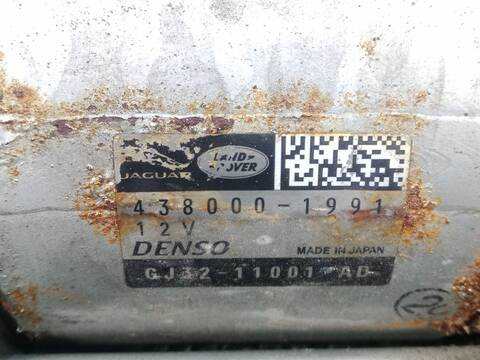 JAGUAR LAND ROVER
438000-1991
12V
DENSO MADE IN JAPAN
GJ32-11001-AD